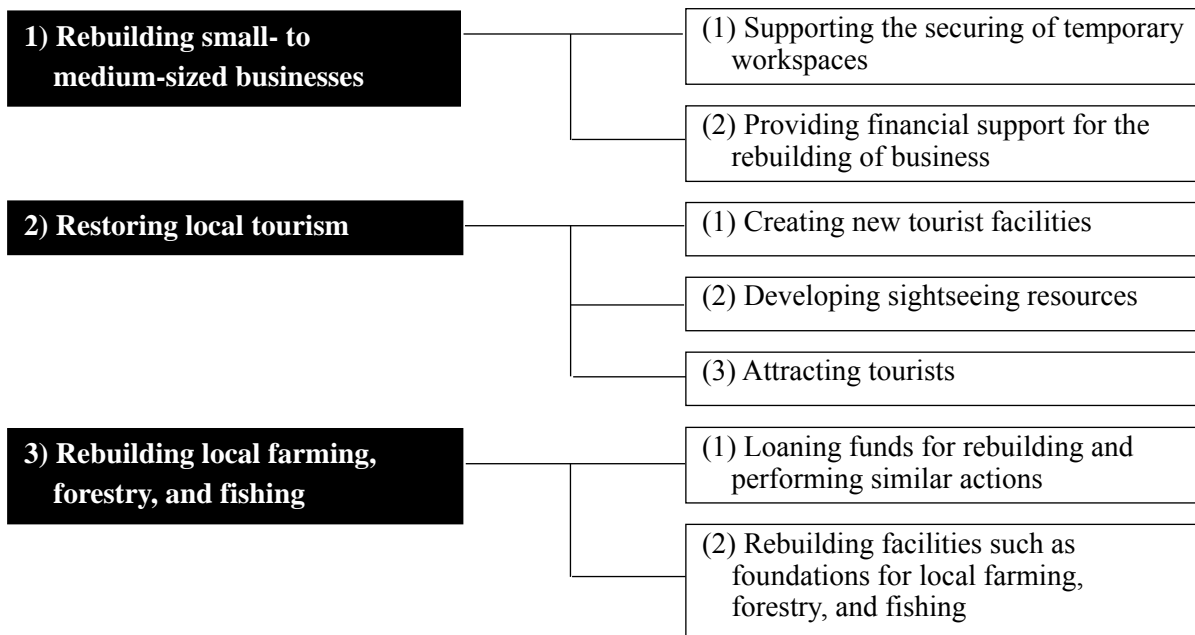 1) Rebuilding small- to
medium-sized businesses
(1) Supporting the securing of temporary
workspaces
(2) Providing financial support for the
rebuilding of business
2) Restoring local tourism
(1) Creating new tourist facilities
(2) Developing sightseeing resources
(3) Attracting tourists
3) Rebuilding local farming,
forestry, and fishing
(1) Loaning funds for rebuilding and
performing similar actions
(2) Rebuilding facilities such as
foundations for local farming,
forestry, and fishing